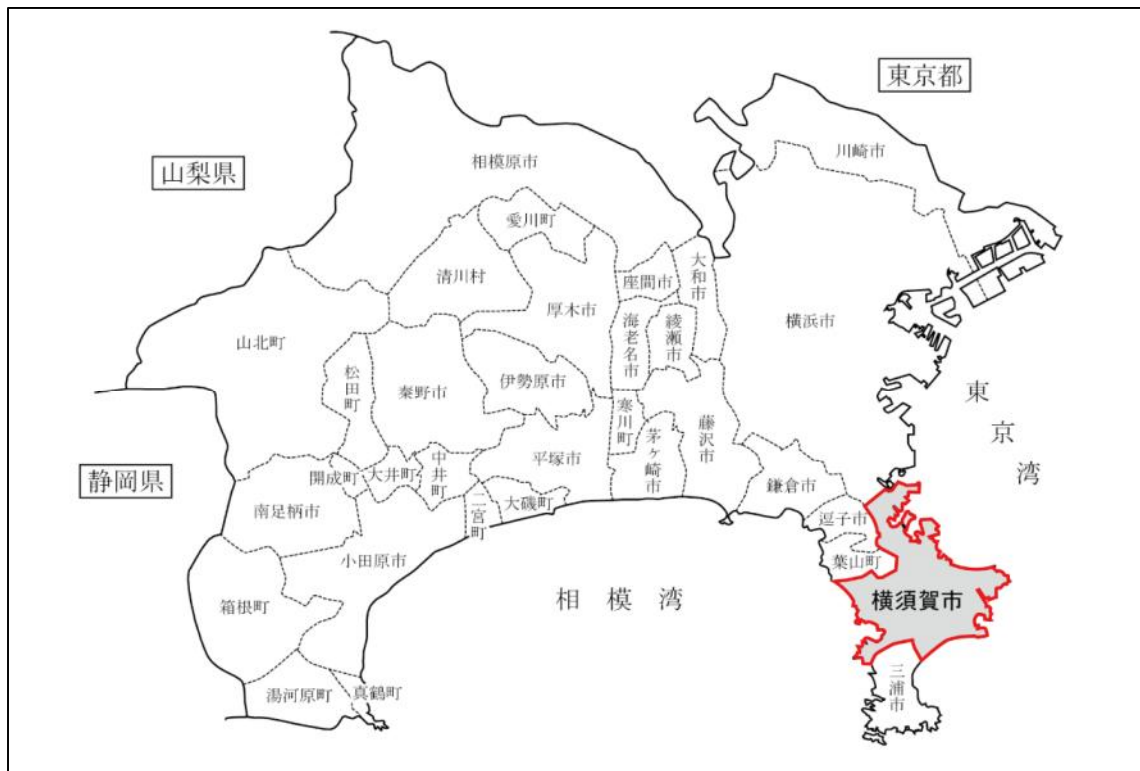 東京都
川崎市
山梨県
相模原市
愛川町
大和市
清川村
座間市
厚木市
横浜市
海老名市
綾瀬市
山北町
松田町
秦野市
伊勢原市
東京湾
寒川町
藤沢市
茅ヶ崎市
静岡県
開成町
大井町
中井町
平塚市
鎌倉市
南足柄市
二宮町
大磯町
逗子市
小田原市
葉山町
箱根町
相模湾
横須賀市
三浦市
湯河原町
真鶴町